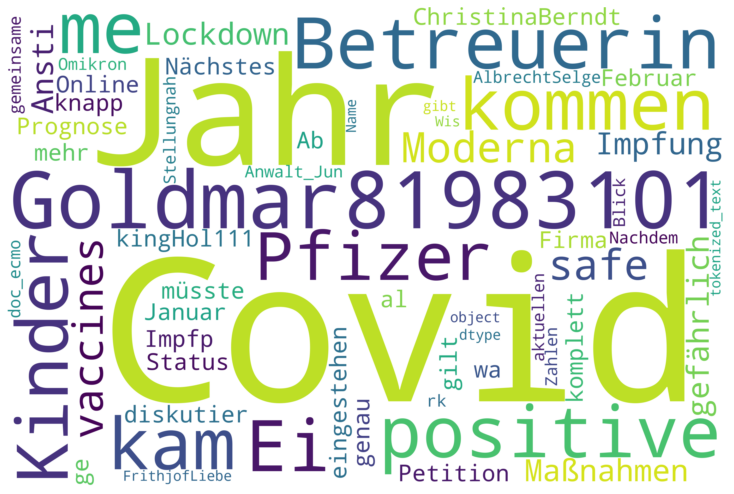 ChristinaBerndt
gemeinsame
Omikron
Ansti
me
Lockdown
Jahr
Betreuerin
Online
knapp
Nächstes
Stellungnah
AlbrechtSelge
Februar
kommen
gibt
Wis
Name
Prognose
mehr
Ab
Moderna
Impfung
Anwalt_Jun
Goldmar81983101
Blick
kingHol111
Pfizer
Firma
Nachdem
safe
Kinder
vaccines
doc_ecmo
tokenized_text
gefährlich
müsste
Januar
al
Covid
Impfp
Status
object
dtype
aktuellen
Zahlen
komplett
gilt
wa
rk
diskutier
eingestehen
genau
kam
Ei
positive
ge
FrithjofLiebe
Petition
Maßnahmen